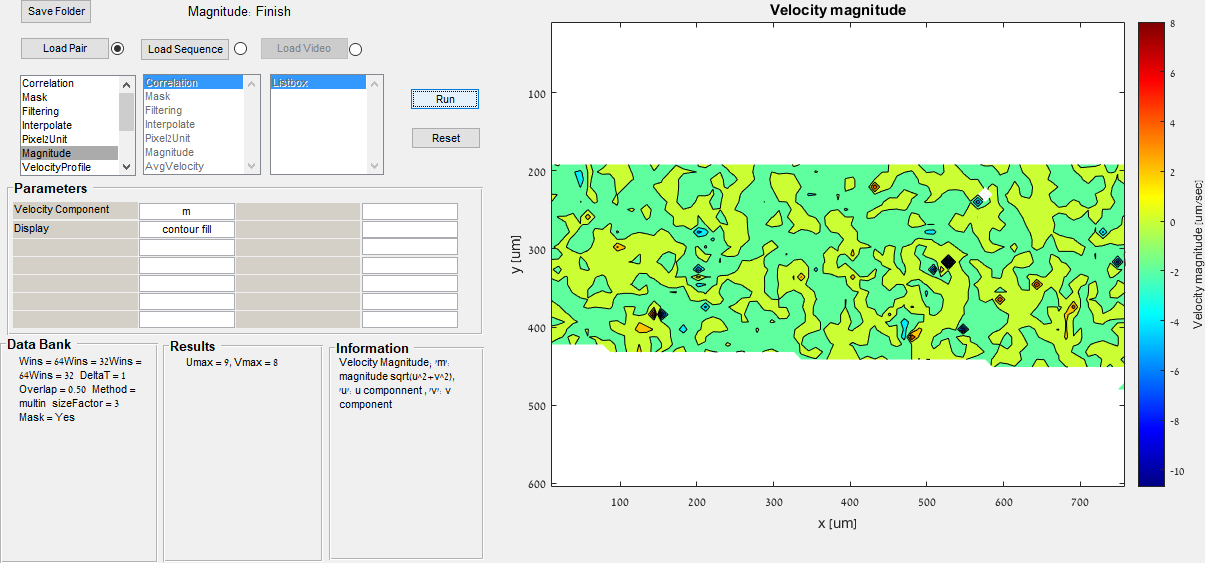 Save Folder
Magnitude: Finish
Load Pair
Load Sequence
Load Video
Correlation
Mask
Filtering
Interpolate
Pixel2Unit
Magnitude
VelocityProfile
Correlation
Mask
Filtering
Interpolate
Pixel2Unit
Magnitude
AvgVelocity
Listbox
Run
Reset
Parameters
Velocity Component
m
Display
contour fill
Data Bank
Wins = 64Wins = 32Wins =
64Wins = 32 DeltaT = 1
Overlap = 0.50 Method =
multin sizeFactor = 3
Mask = Yes
Results
Umax = 9, Vmax = 8
Information
Velocity Magnitude, 'm':
magnitude sqrt(u^2+v^2),
'u': u componnent , 'v': v
component
Velocity magnitude
y [um]
100
200
300
400
500
600
100
200
300
400
500
600
700
x [um]
8
6
4
2
0
-2
-4
-6
-8
-10
Velocity magnitude [um/sec]